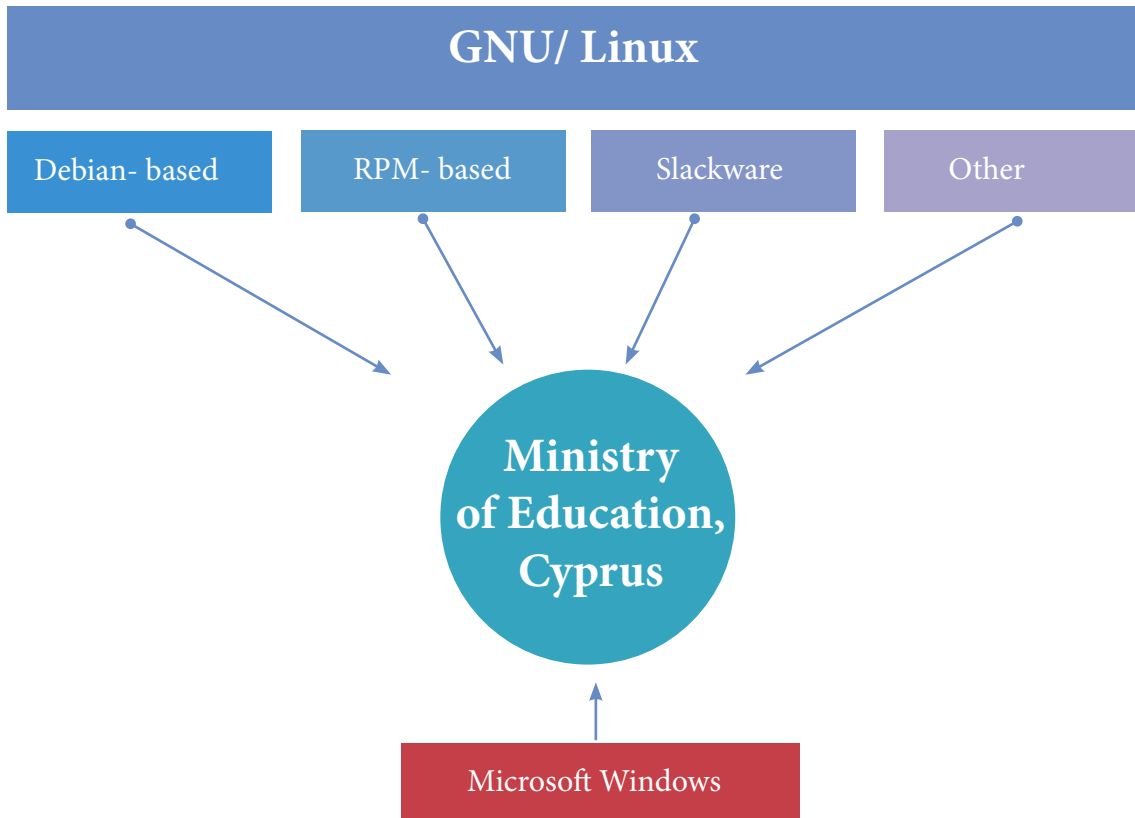 GNU/ Linux
Debian- based
RPM- based
Slackware
Other
Ministry
of Education,
Cyprus
Microsoft Windows